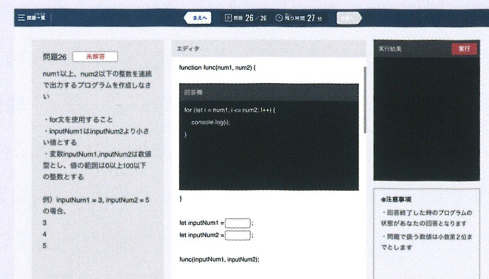 問題一覧
まえへ
問題 26 / 26
残り時間 27 分
問題26
未解答
num1以上、num2以下の整数を連続
で出力するプログラムを作成しなさ
い
・for文を使用すること
・inputNum1はinputNum2より小さ
い値とする
・変数inputNum1,inputNum2は数値
型とし、値の範囲は0以上100以下
の整数とする
例）inputNum1 = 3, inputNum2 = 5
の場合、
3
4
5
エディタ
function func(num1, num2) {
回答欄
for (let i = num1; i <= num2; i++) {
console.log(i);
}
}
let inputNum1 = ;
let inputNum2 = ;
func(inputNum1, inputNum2);
実行結果
実行
※注意事項
・回答終了した時のプログラムの
状態があなたの回答となります
・問題で扱う数値は小数第２位ま
でとします